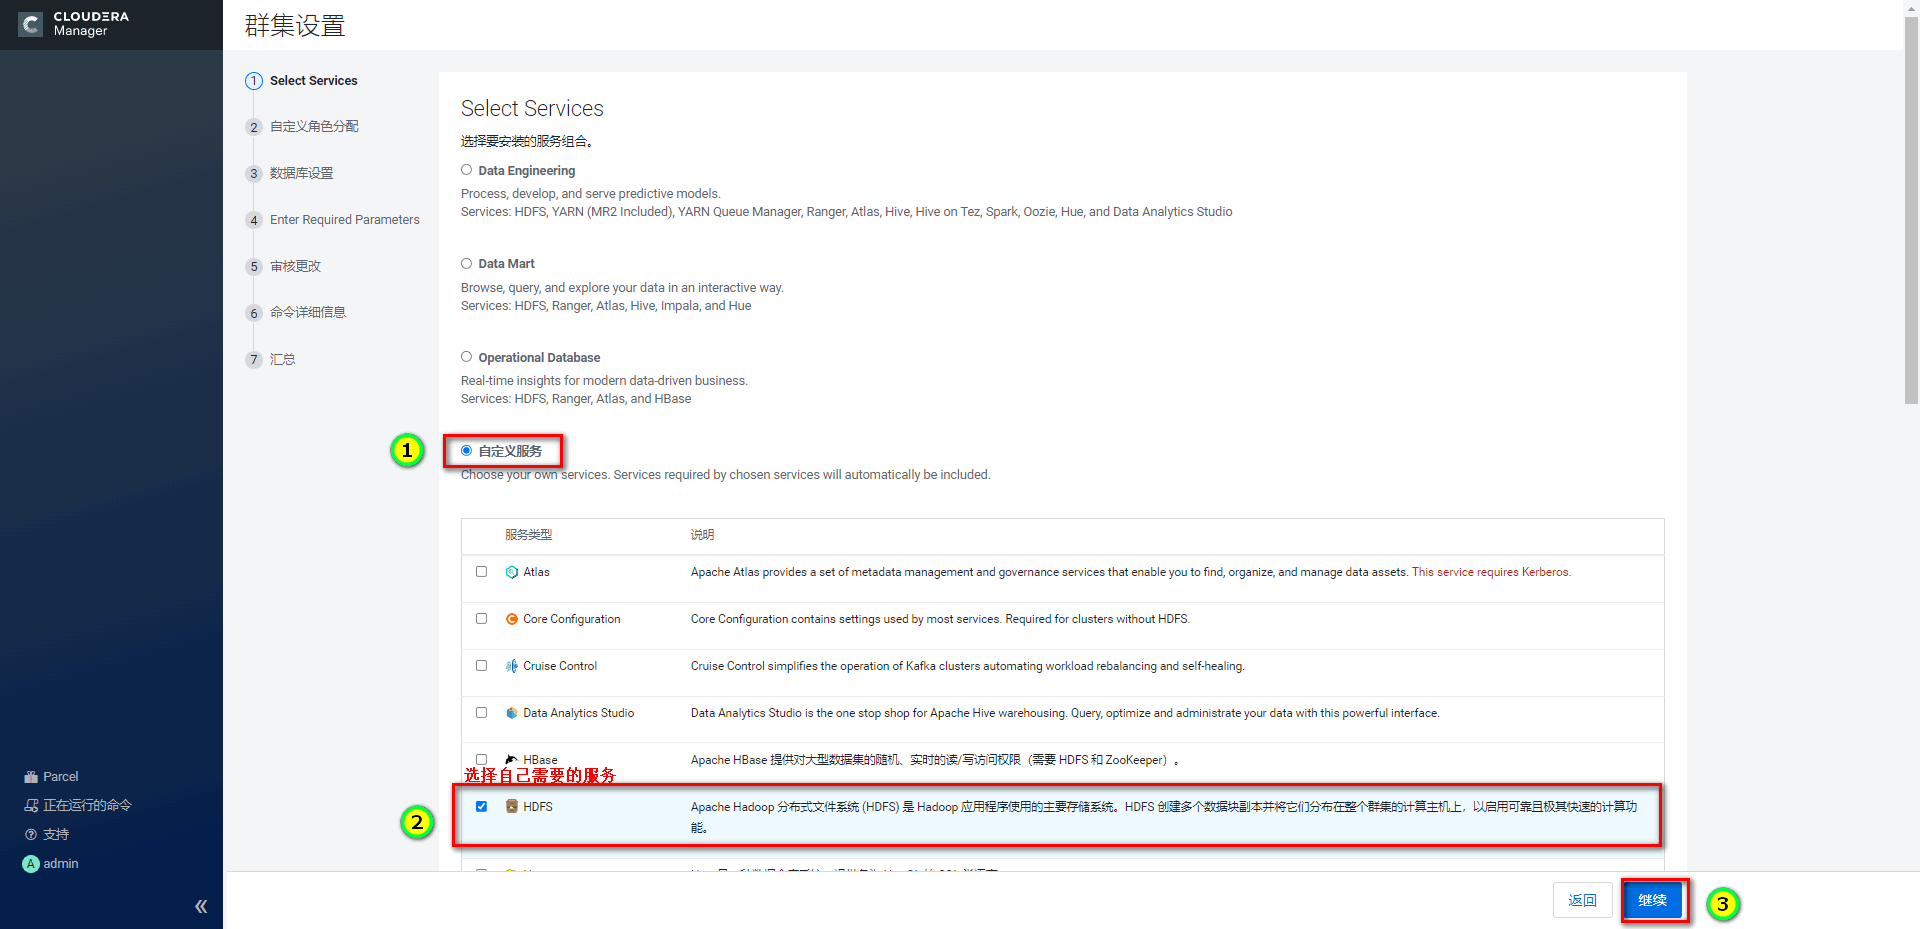 CLOUDERA
Manager
群集设置
1 Select Services
2 自定义角色分配
3 数据库设置
4 Enter Required Parameters
5 审核更改
6 命令详细信息
7 汇总
Parcel
正在运行的命令
支持
A admin
Select Services
选择要安装的服务组合。
Data Engineering
Process, develop, and serve predictive models.
Services: HDFS, YARN (MR2 Included), YARN Queue Manager, Ranger, Atlas, Hive, Hive on Tez, Spark, Oozie, Hue, and Data Analytics Studio
Data Mart
Browse, query, and explore your data in an interactive way.
Services: HDFS, Ranger, Atlas, Hive, Impala, and Hue
Operational Database
Real-time insights for modern data-driven business.
Services: HDFS, Ranger, Atlas, and HBase
1 自定义服务
Choose your own services. Services required by chosen services will automatically be included.
服务类型 说明
Atlas Apache Atlas provides a set of metadata management and governance services that enable you to find, organize, and manage data assets. This service requires Kerberos.
Core Configuration Core Configuration contains settings used by most services. Required for clusters without HDFS.
Cruise Control Cruise Control simplifies the operation of Kafka clusters automating workload rebalancing and self-healing.
Data Analytics Studio Data Analytics Studio is the one stop shop for Apache Hive warehousing. Query, optimize and administrate your data with this powerful interface.
HBase Apache HBase 提供对大型数据集的随机、实时的读/写访问权限（需要 HDFS 和 ZooKeeper）。
选择自己需要的服务
2 HDFS Apache Hadoop 分布式文件系统 (HDFS) 是 Hadoop 应用程序使用的主要存储系统。HDFS 创建多个数据块副本并将它们分布在整个群集的计算主机上，以启用可靠且极其快速的计算功
能。
返回 继续 3